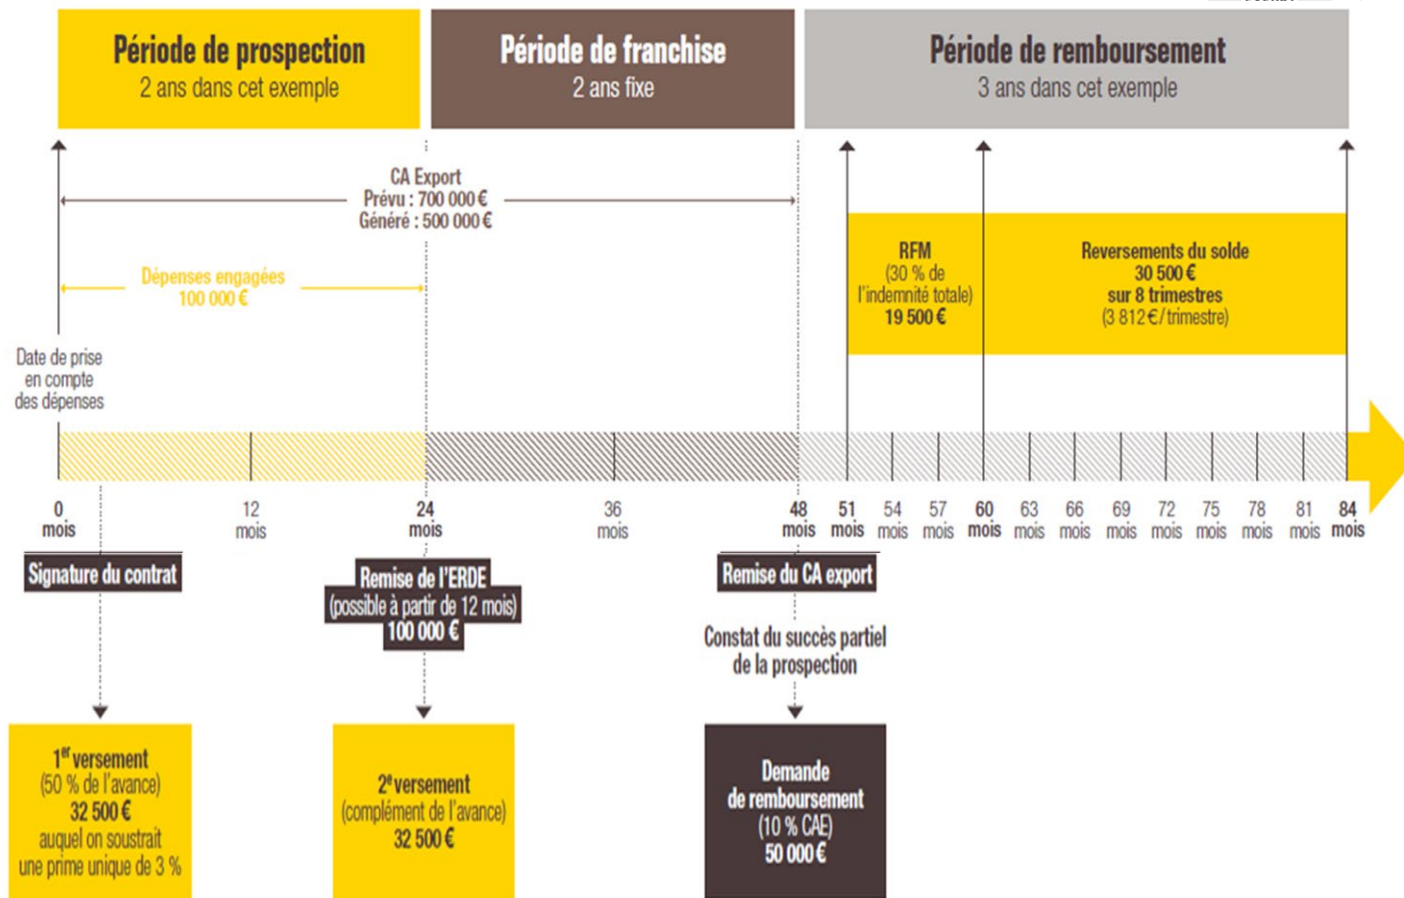 Période de prospection
2 ans dans cet exemple
Période de franchise
2 ans fixe
Période de remboursement
3 ans dans cet exemple
CA Export
Prévu : 700 000 €
Généré : 500 000 €
Dépenses engagées
100 000 €
RFM
(30 % de
l'indemnité totale)
19 500 €
Reversements du solde
30 500 €
sur 8 trimestres
(3 812 €/trimestre)
Date de prise
en compte
des dépenses
0
mois
12
mois
24
mois
36
mois
48
mois
51
mois
54
mois
57
mois
60
mois
63
mois
66
mois
69
mois
72
mois
75
mois
78
mois
81
mois
84
mois
Signature du contrat
Remise de l'ERDE
(possible à partir de 12 mois)
100 000 €
Remise du CA export
Constat du succès partiel
de la prospection
1er versement
(50 % de l'avance)
32 500 €
auquel on soustrait
une prime unique de 3 %
2e versement
(complément de l'avance)
32 500 €
Demande
de remboursement
(10 % CAE)
50 000 €